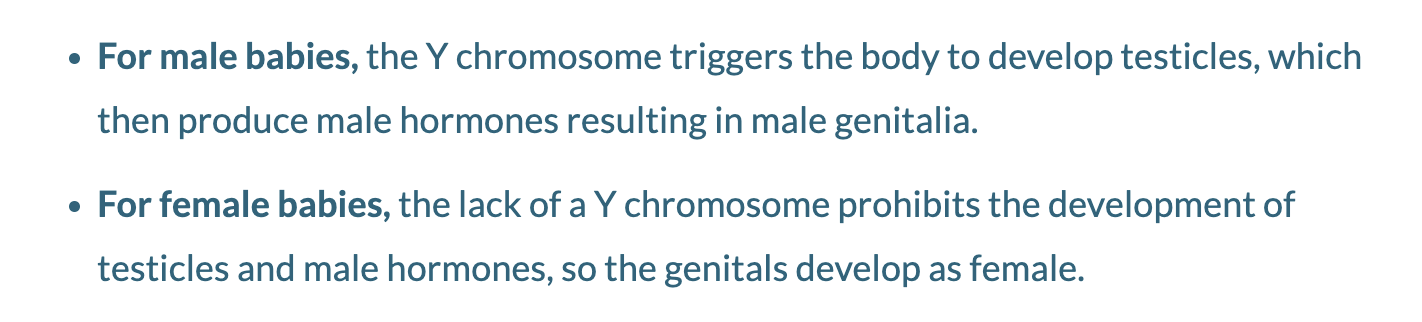 • For male babies, the Y chromosome triggers the body to develop testicles, which
then produce male hormones resulting in male genitalia.
• For female babies, the lack of a Y chromosome prohibits the development of
testicles and male hormones, so the genitals develop as female.